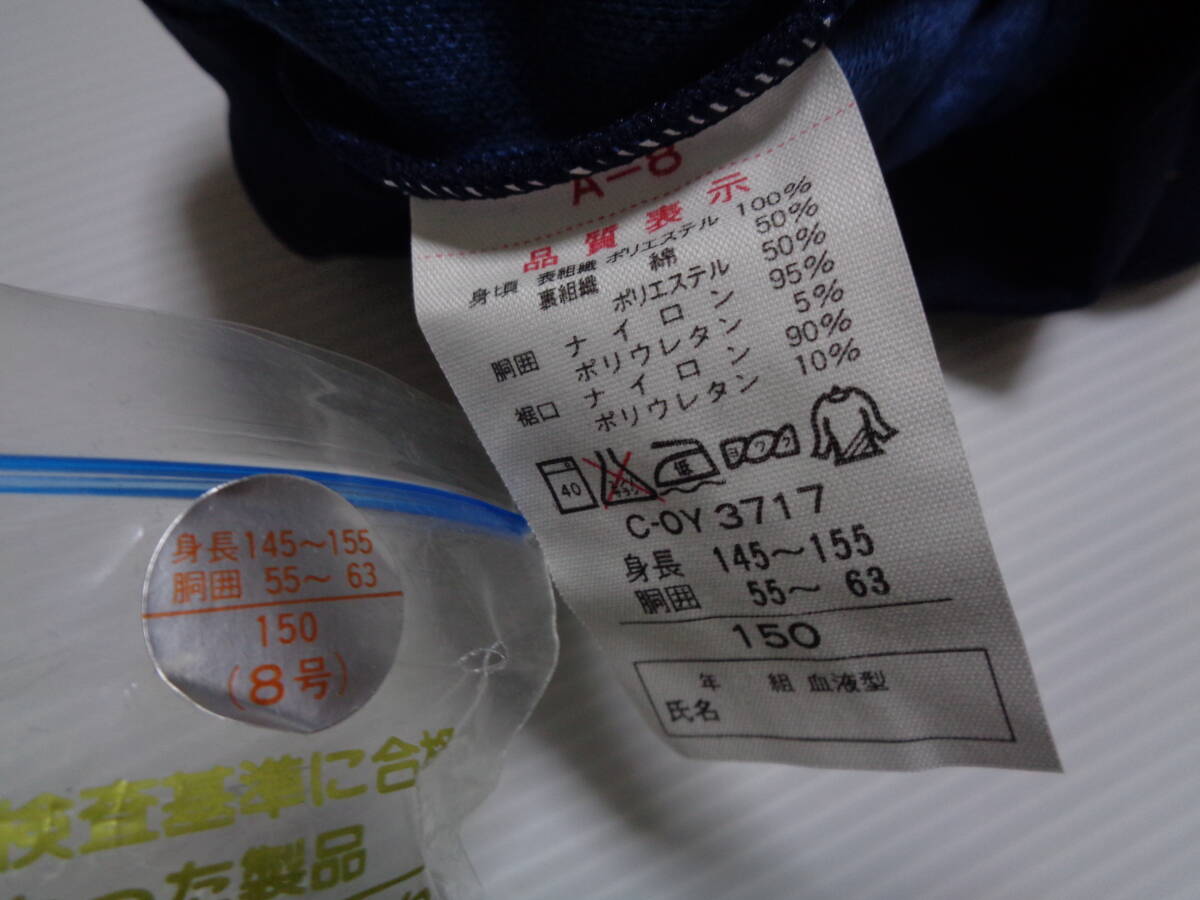 A-8
品質表示
身頃 表組織 ポリエステル 100%
裏組織 綿 50%
ポリエステル 50%
胴囲 ナイロン 95%
ポリウレタン 5%
裾口 ナイロン 90%
ポリウレタン 10%
40
低
C-OY 3717
身長 145～155
胴囲 55～ 63
150
年 組 血液型
氏名
身長145～155
胴囲 55～ 63
150
(8号)
検査基準に合格
った製品